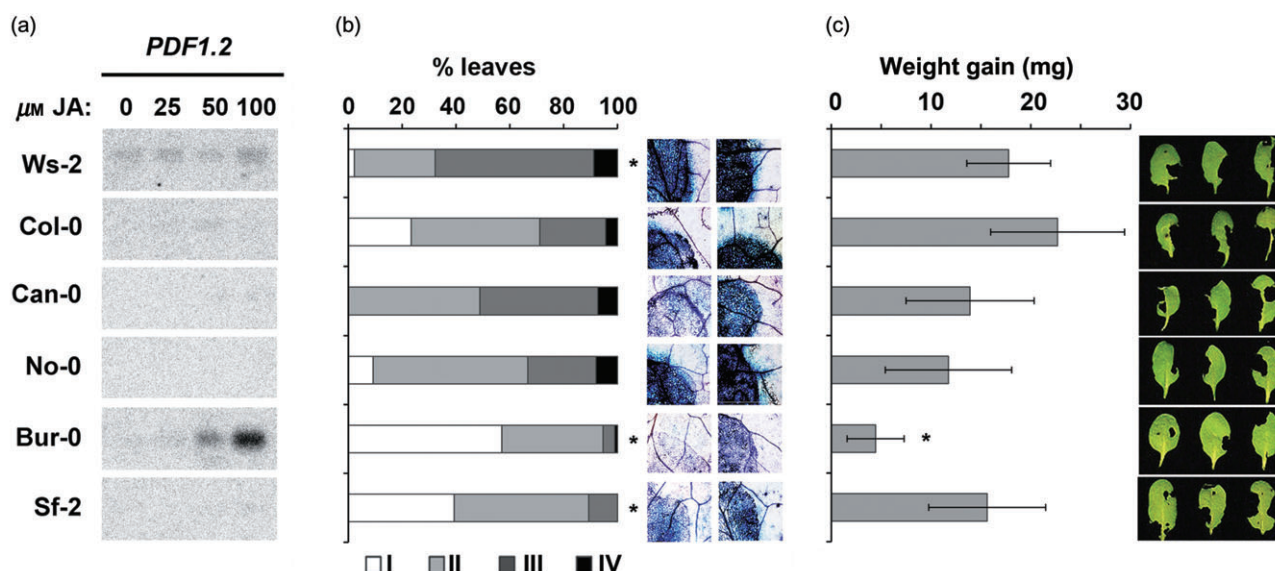 (a)
PDF1.2
μM JA: 0 25 50 100
Ws-2
Col-0
Can-0
No-0
Bur-0
Sf-2
(b)
% leaves
0 20 40 60 80 100
*
*
*
I II III IV
(c)
Weight gain (mg)
0 10 20 30
*